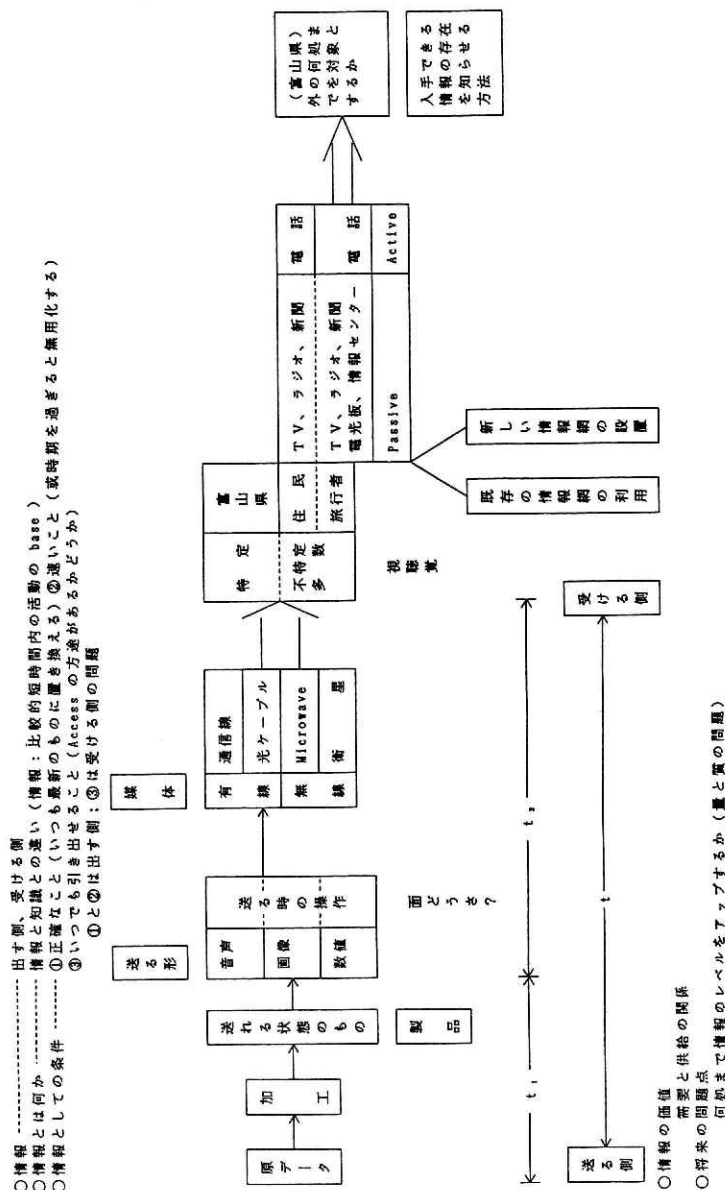 ○情報 ………… 出す側、受ける側
○情報とは何か ………… 情報と知識との違い(情報:比較的短時間内の活動の base)
○情報としての条件 ………… ①正確なこと(いつも最新のものに置き換える)②速いこと(或時期を過ぎると無用化する)
③いつでも引き出せること(Access の方途があるかどうか)
①と②は出す側;③は受ける側の問題
原データ
加工
送れる状態のもの
製品
送る形
音声
画像
数値
送る時の操作
面どうさ?
媒体
有線
無線
通信線
光ケーブル
Microwave
衛星
特定
不特定多数
視聴覚
富山県
住民
旅行者
TV、ラジオ、新聞
TV、ラジオ、新聞
電光板、情報センター
Passive
電話
電話
Active
既存の情報網の利用
新しい情報網の設置
(富山県)
外の何処ま
でを対象と
するか
入手できる
情報の存在
を知らせる
方法
t₁
t₂
送る側
t
受ける側
○情報の価値
需要と供給の関係
○将来の問題点
何処まで情報のレベルをアップするか(量と質の問題)